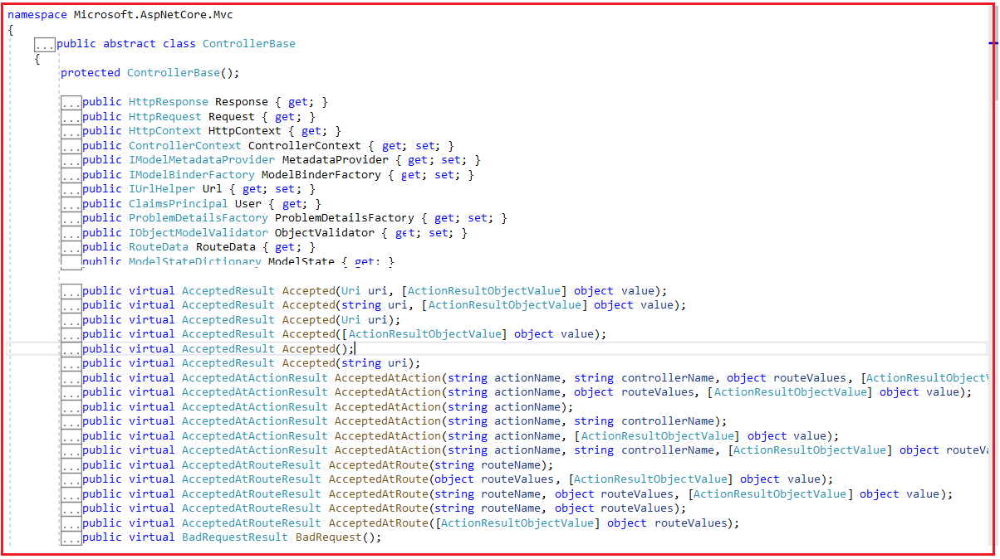 namespace Microsoft.AspNetCore.Mvc
{
...public abstract class ControllerBase
{
protected ControllerBase();
...public HttpResponse Response { get; }
...public HttpRequest Request { get; }
...public HttpContext HttpContext { get; }
...public ControllerContext ControllerContext { get; set; }
...public IModelMetadataProvider MetadataProvider { get; set; }
...public IModelBinderFactory ModelBinderFactory { get; set; }
...public IUrlHelper Url { get; set; }
...public ClaimsPrincipal User { get; }
...public ProblemDetailsFactory ProblemDetailsFactory { get; set; }
...public IObjectModelValidator ObjectValidator { get; set; }
...public RouteData RouteData { get; }
public ModelStateDictionary ModelState { get; }
...public virtual AcceptedResult Accepted(Uri uri, [ActionResultObjectValue] object value);
...public virtual AcceptedResult Accepted(string uri, [ActionResultObjectValue] object value);
...public virtual AcceptedResult Accepted(Uri uri);
...public virtual AcceptedResult Accepted([ActionResultObjectValue] object value);
...public virtual AcceptedResult Accepted();
...public virtual AcceptedResult Accepted(string uri);
...public virtual AcceptedAtActionResult AcceptedAtAction(string actionName, string controllerName, object routeValues, [ActionResultObjectV
...public virtual AcceptedAtActionResult AcceptedAtAction(string actionName, object routeValues, [ActionResultObjectValue] object value);
...public virtual AcceptedAtActionResult AcceptedAtAction(string actionName);
...public virtual AcceptedAtActionResult AcceptedAtAction(string actionName, string controllerName);
...public virtual AcceptedAtActionResult AcceptedAtAction(string actionName, [ActionResultObjectValue] object value);
...public virtual AcceptedAtActionResult AcceptedAtAction(string actionName, string controllerName, [ActionResultObjectValue] object routeVa
...public virtual AcceptedAtRouteResult AcceptedAtRoute(string routeName);
...public virtual AcceptedAtRouteResult AcceptedAtRoute(object routeValues, [ActionResultObjectValue] object value);
...public virtual AcceptedAtRouteResult AcceptedAtRoute(string routeName, object routeValues, [ActionResultObjectValue] object value);
...public virtual AcceptedAtRouteResult AcceptedAtRoute(string routeName, object routeValues);
...public virtual AcceptedAtRouteResult AcceptedAtRoute([ActionResultObjectValue] object routeValues);
...public virtual BadRequestResult BadRequest();